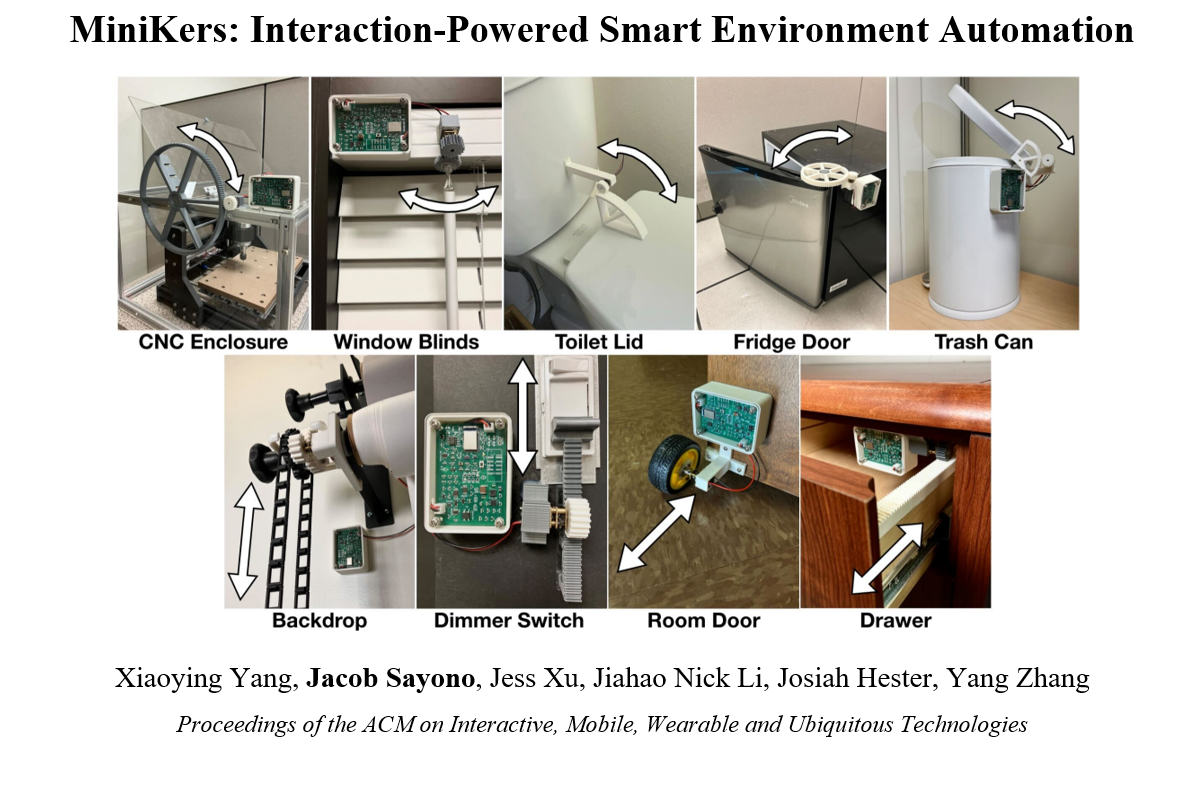 MiniKers: Interaction-Powered Smart Environment Automation
CNC Enclosure
Window Blinds
Toilet Lid
Fridge Door
Trash Can
Backdrop
Dimmer Switch
Room Door
Drawer
Xiaoying Yang, Jacob Sayono, Jess Xu, Jiahao Nick Li, Josiah Hester, Yang Zhang
Proceedings of the ACM on Interactive, Mobile, Wearable and Ubiquitous Technologies